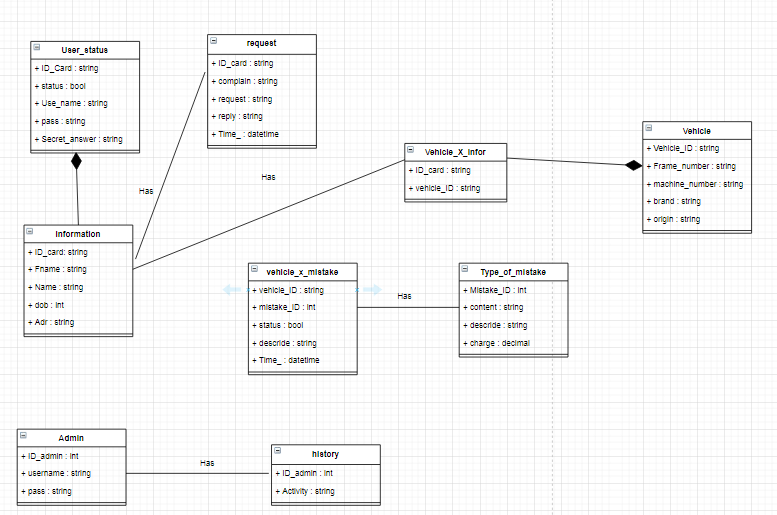 User_status
+ ID_Card : string
+ status : bool
+ Use_name : string
+ pass : string
+ Secret_answer : string
request
+ ID_card : string
+ complain : string
+ request : string
+ reply : string
+ Time_ : datetime
Vehicle_X_infor
+ ID_card : string
+ vehicle_ID : string
Vehicle
+ Vehicle_ID : string
+ Frame_number : string
+ machine_number : string
+ brand : string
+ origin : string
Has
Has
Information
+ ID_card: string
+ Fname : string
+ Name : string
+ dob : int
+ Adr : string
vehicle_x_mistake
+ vehicle_ID : string
+ mistake_ID : int
+ status : bool
+ descride : string
+ Time_ : datetime
Has
Type_of_mistake
+ Mistake_ID : int
+ content : string
+ descride : string
+ charge : decimal
Admin
+ ID_admin : int
+ username : string
+ pass : string
Has
history
+ ID_admin : int
+ Activity : string